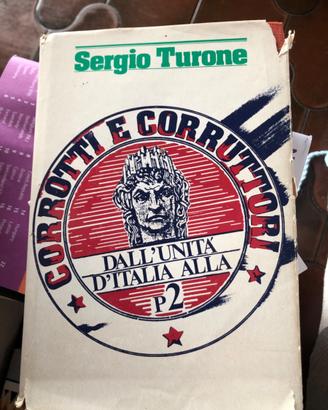 Sergio Turone
CORROTTI E CORRUTTORI
DALL'UNITÀ
D'ITALIA ALLA
P2